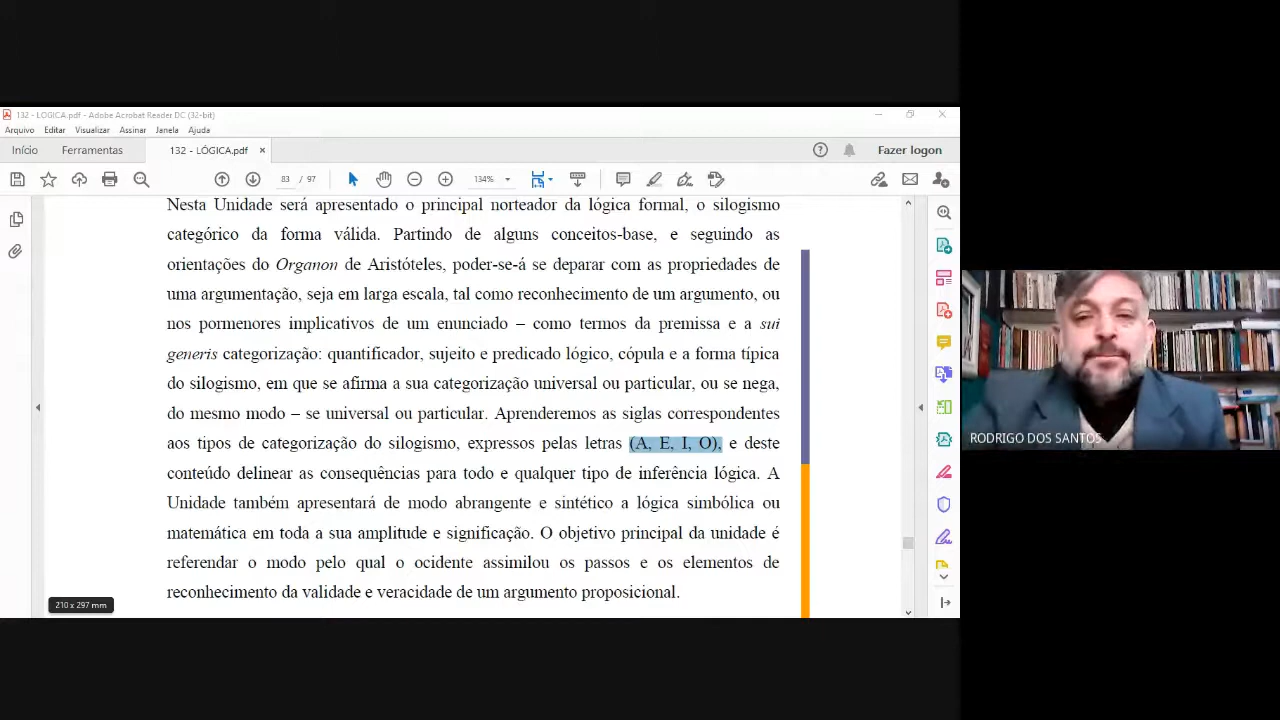 132 - LÓGICA.pdf - Adobe Acrobat Reader DC (32-bit)
Arquivo Editar Visualizar Assinar Janela Ajuda
Início Ferramentas 132 - LÓGICA.pdf × Fazer logon
83 / 97 134%
Nesta Unidade será apresentado o principal norteador da lógica formal, o silogismo
categórico da forma válida. Partindo de alguns conceitos-base, e seguindo as
orientações do Organon de Aristóteles, poder-se-á se deparar com as propriedades de
uma argumentação, seja em larga escala, tal como reconhecimento de um argumento, ou
nos pormenores implicativos de um enunciado – como termos da premissa e a sui
generis categorização: quantificador, sujeito e predicado lógico, cópula e a forma típica
do silogismo, em que se afirma a sua categorização universal ou particular, ou se nega,
do mesmo modo – se universal ou particular. Aprenderemos as siglas correspondentes
aos tipos de categorização do silogismo, expressos pelas letras (A, E, I, O), e deste
conteúdo delinear as consequências para todo e qualquer tipo de inferência lógica. A
Unidade também apresentará de modo abrangente e sintético a lógica simbólica ou
matemática em toda a sua amplitude e significação. O objetivo principal da unidade é
referendar o modo pelo qual o ocidente assimilou os passos e os elementos de
reconhecimento da validade e veracidade de um argumento proposicional.
210 x 297 mm
RODRIGO DOS SANTOS